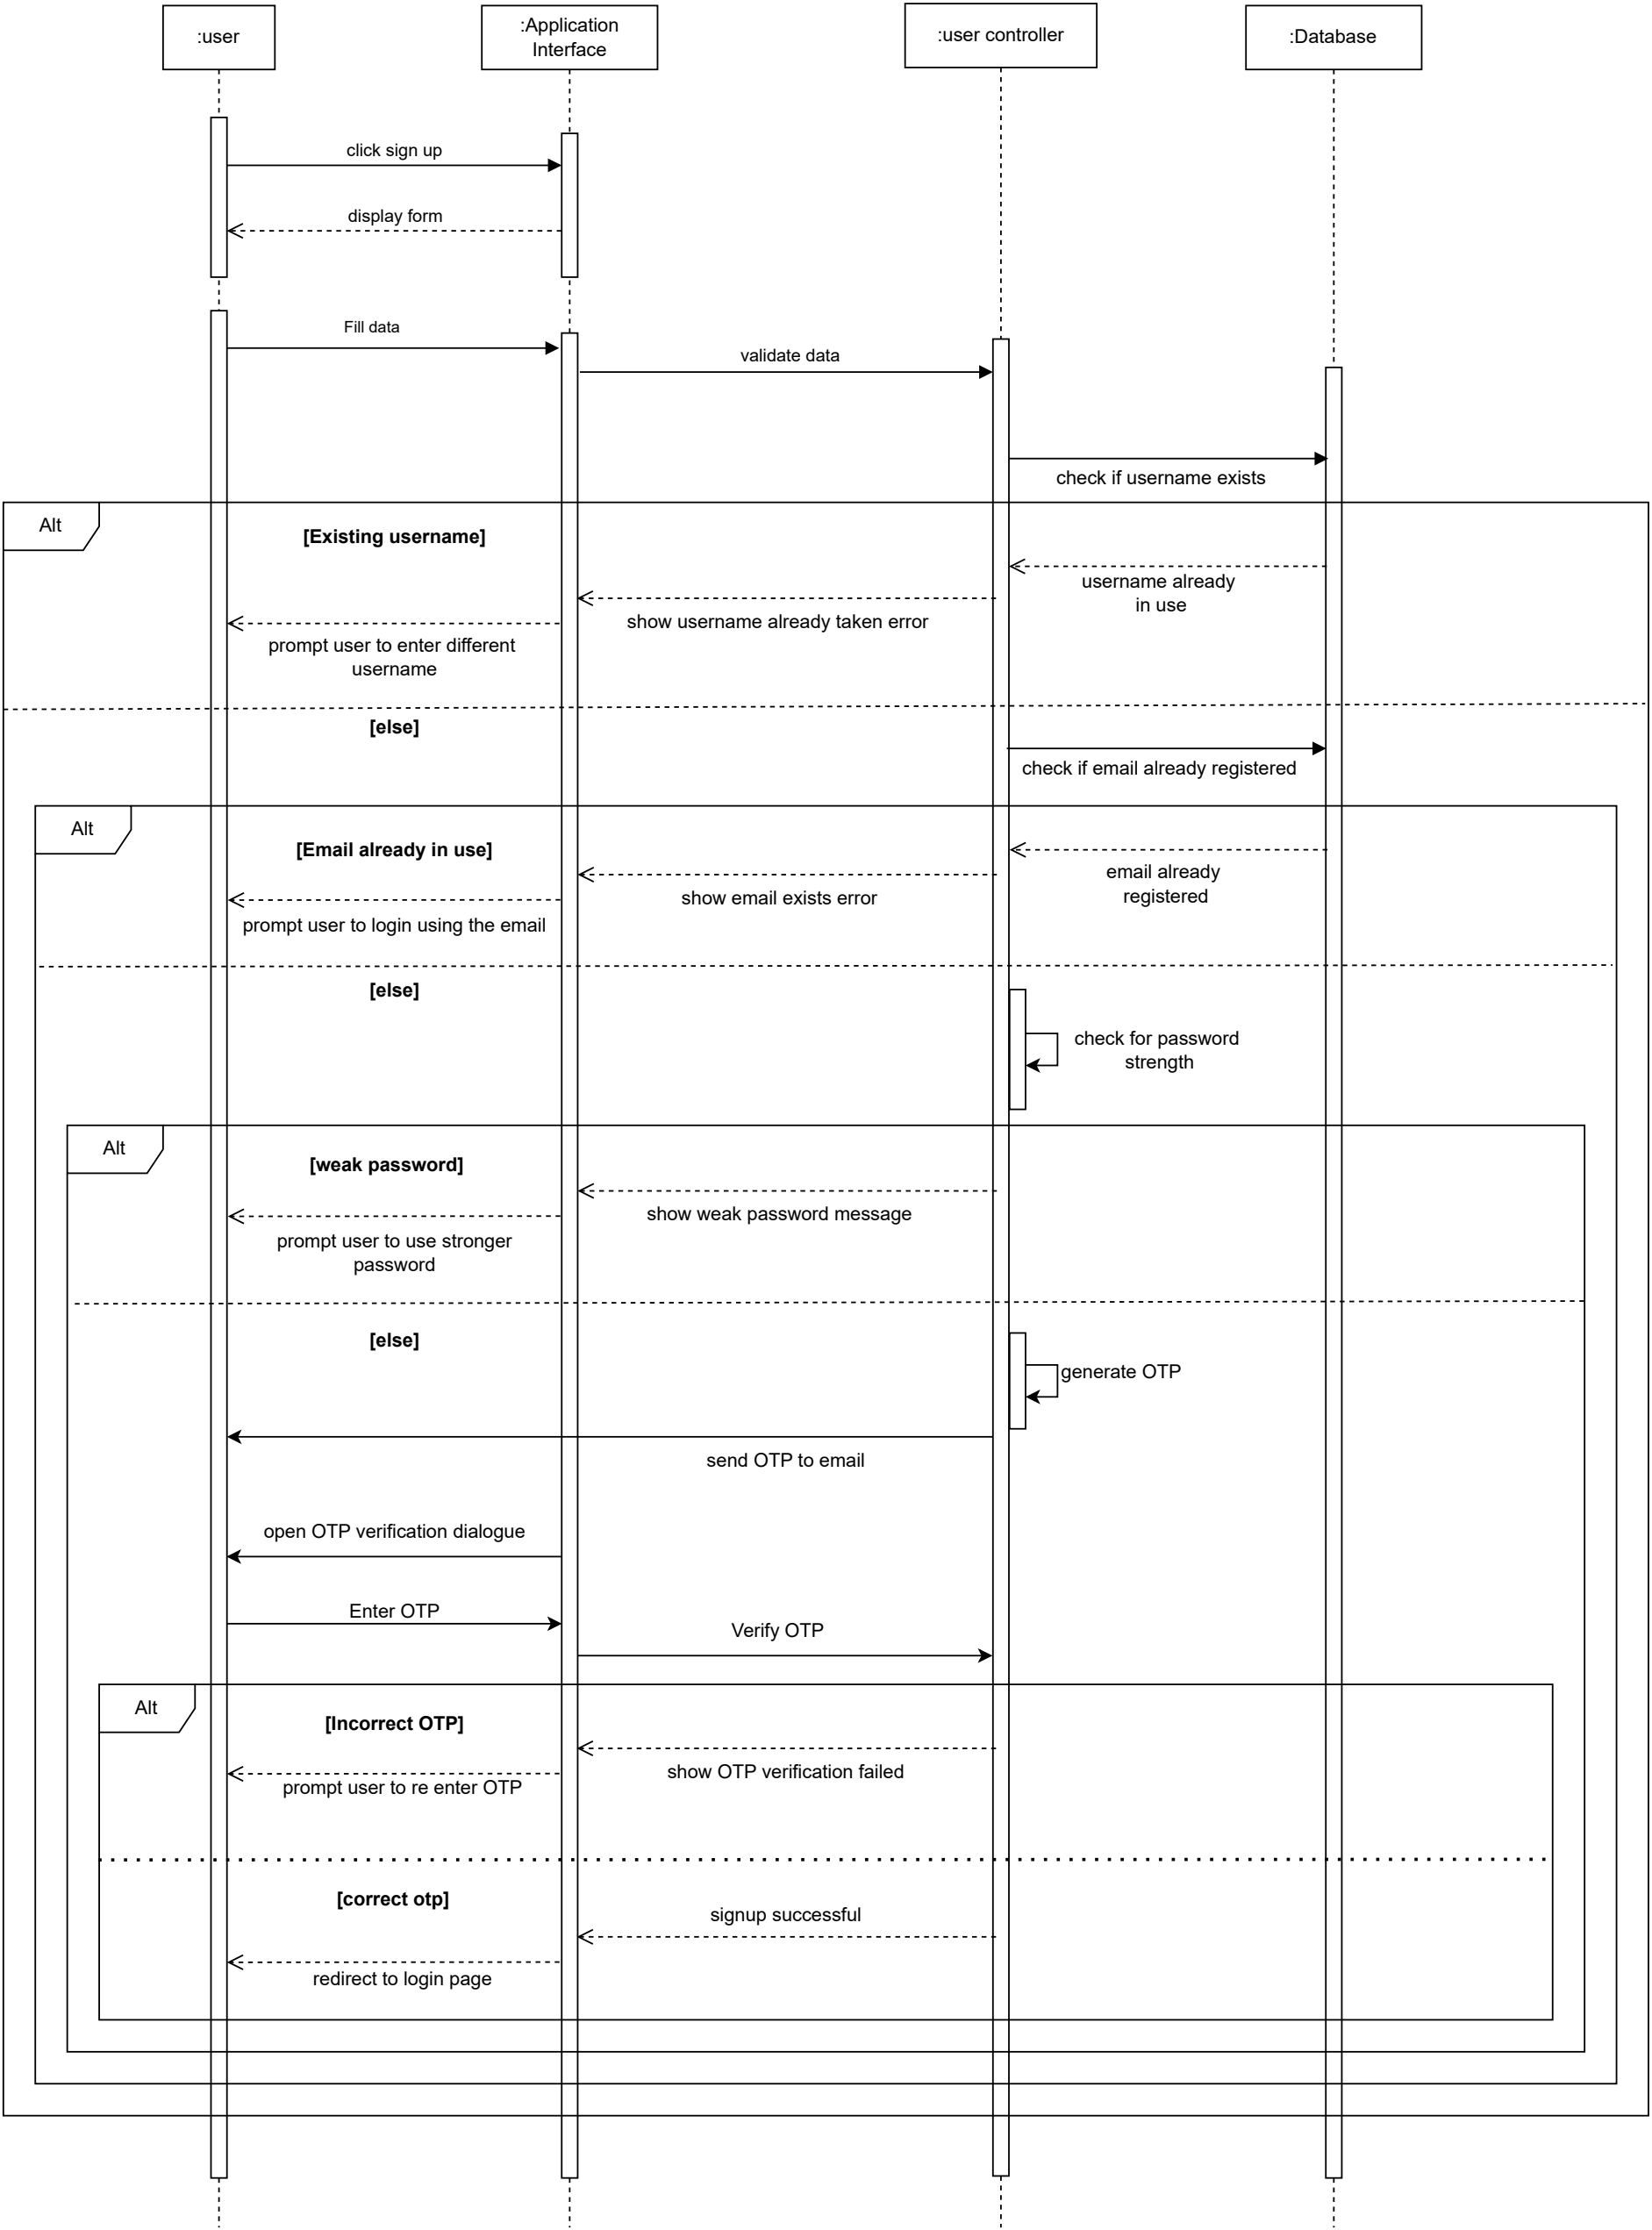 :user
:Application
Interface
:user controller
:Database
click sign up
display form
Fill data
validate data
check if username exists
Alt
[Existing username]
username already
in use
show username already taken error
prompt user to enter different
username
[else]
check if email already registered
Alt
[Email already in use]
email already
registered
show email exists error
prompt user to login using the email
[else]
check for password
strength
Alt
[weak password]
show weak password message
prompt user to use stronger
password
[else]
generate OTP
send OTP to email
open OTP verification dialogue
Enter OTP
Verify OTP
Alt
[Incorrect OTP]
show OTP verification failed
prompt user to re enter OTP
[correct otp]
signup successful
redirect to login page